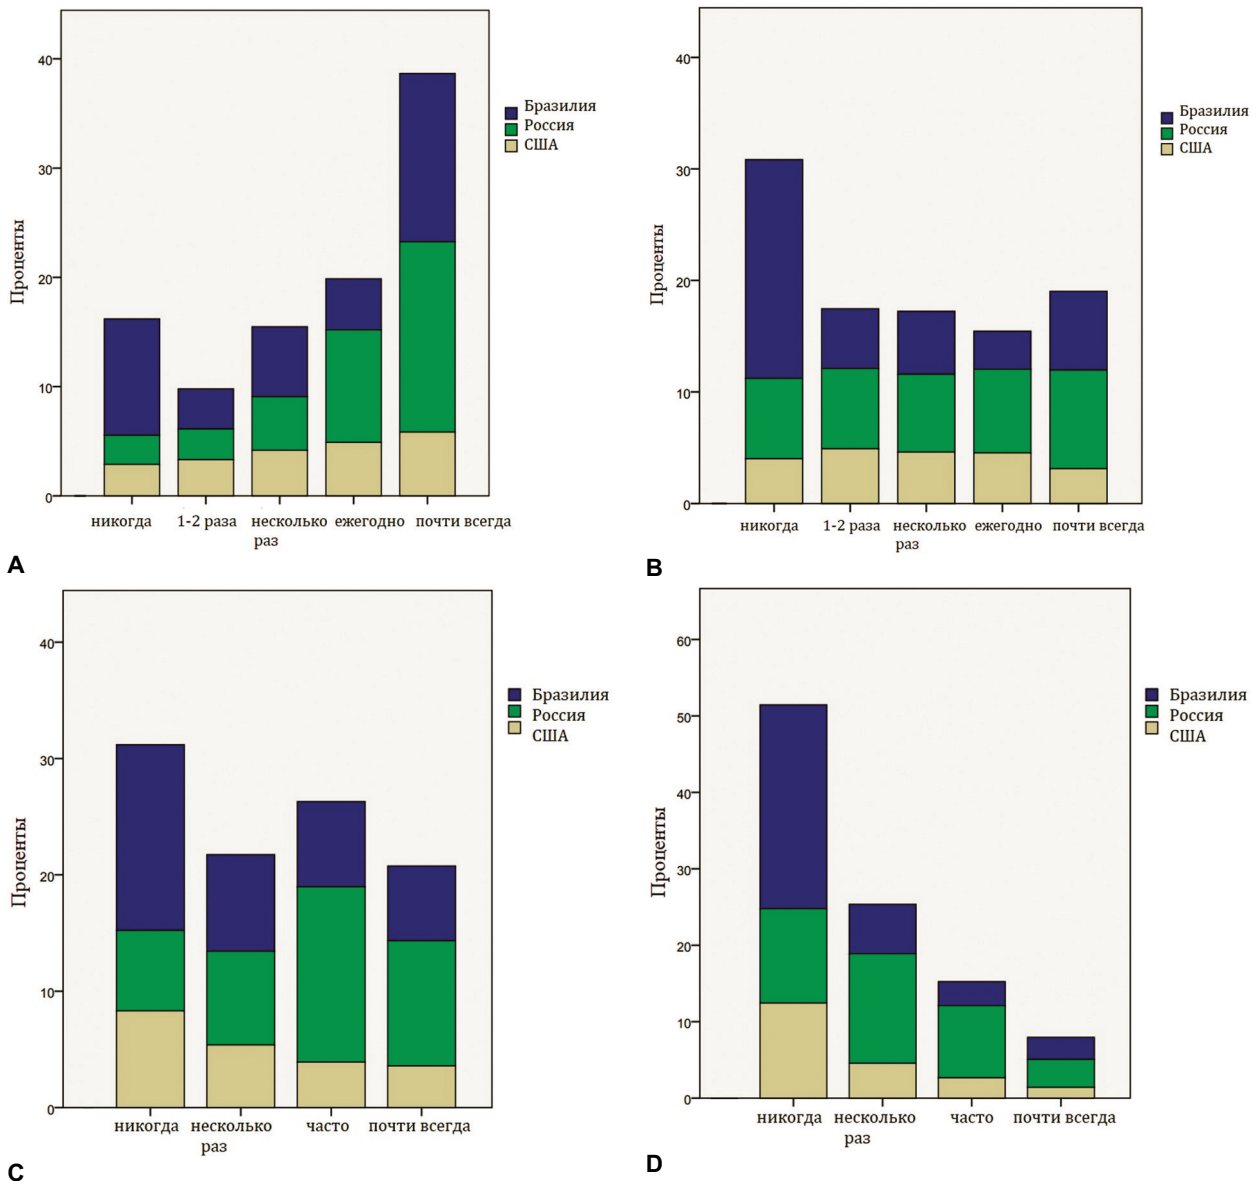 40
30
20
10
0
Проценты
Бразилия
Россия
США
никогда
1-2 раза
несколько
раз
ежегодно
почти всегда
A
40
30
20
10
0
Проценты
Бразилия
Россия
США
никогда
1-2 раза
несколько
раз
ежегодно
почти всегда
B
40
30
20
10
0
Проценты
Бразилия
Россия
США
никогда
несколько
раз
часто
почти всегда
C
60
50
40
30
20
10
0
Проценты
Бразилия
Россия
США
никогда
несколько
раз
часто
почти всегда
D